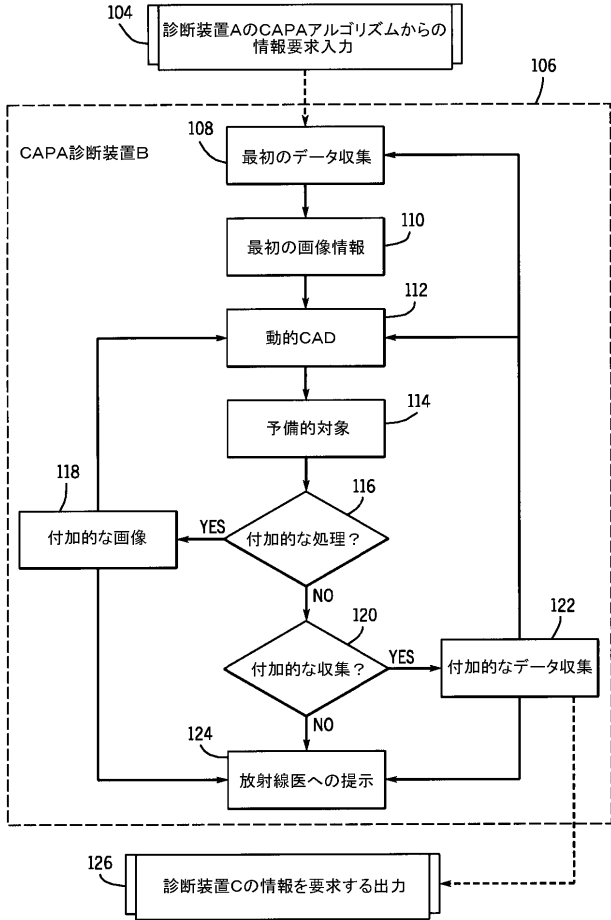 104
診断装置AのCAPAアルゴリズムからの
情報要求入力
106
CAPA診断装置B
108
最初のデータ収集
110
最初の画像情報
112
動的CAD
114
予備的対象
116
付加的な処理？
YES
118
付加的な画像
NO
120
付加的な収集？
YES
122
付加的なデータ収集
NO
124
放射線医への提示
126
診断装置Cの情報を要求する出力